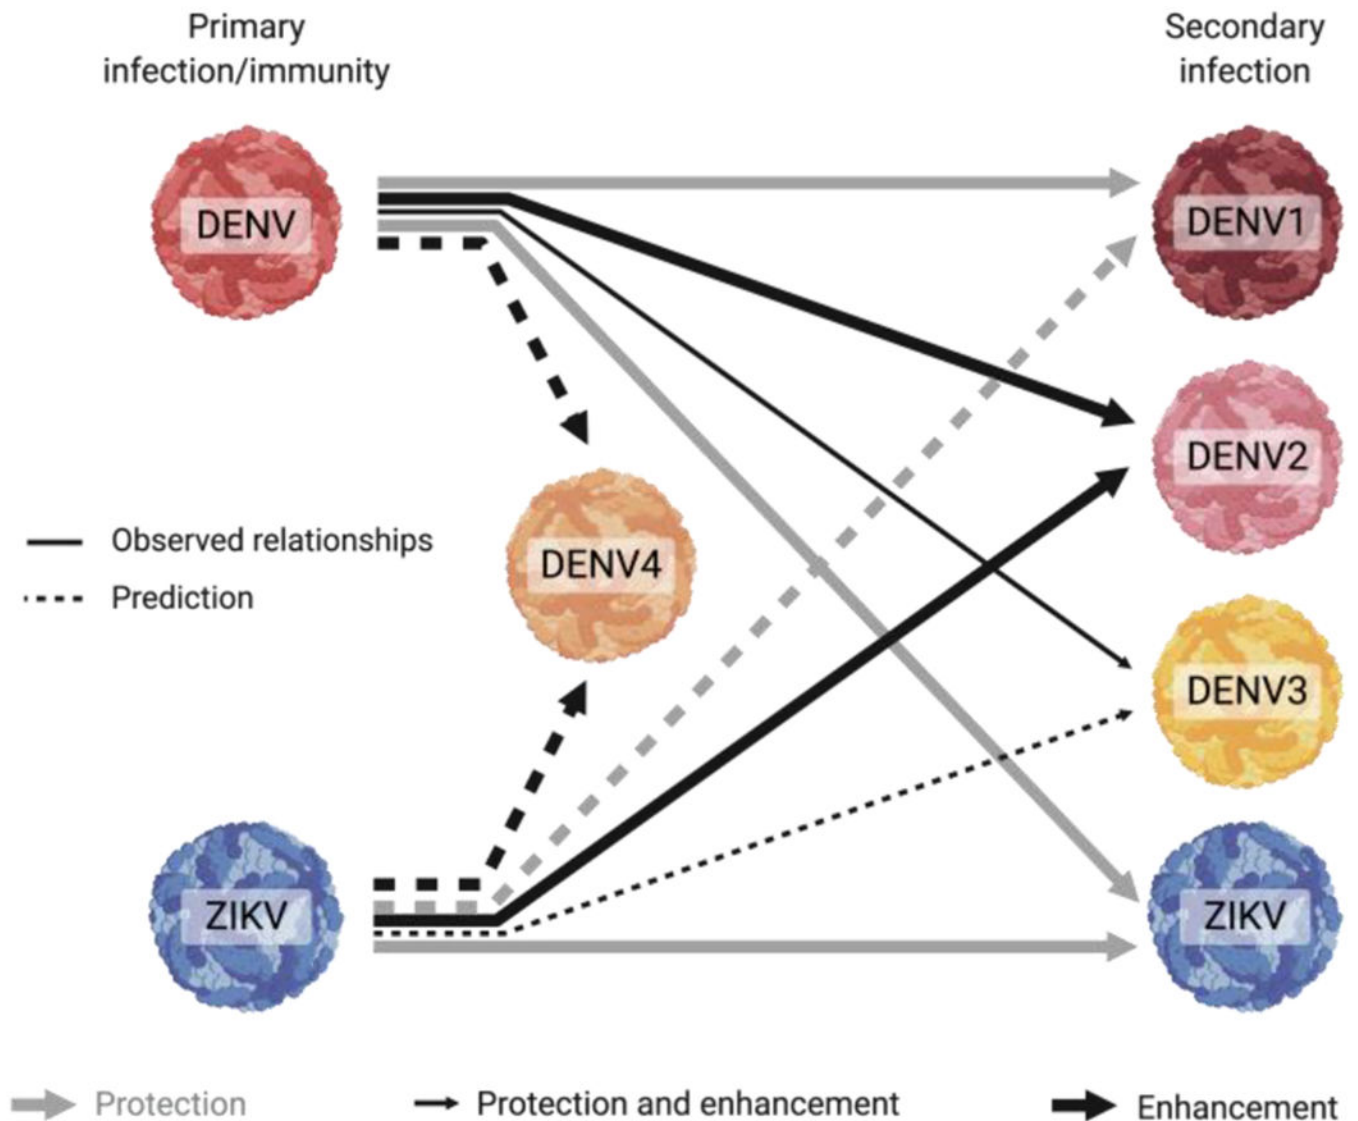 Primary
infection/immunity
Secondary
infection
DENV
DENV1
DENV2
Observed relationships
DENV4
Prediction
DENV3
ZIKV
ZIKV
Protection
Protection and enhancement
Enhancement